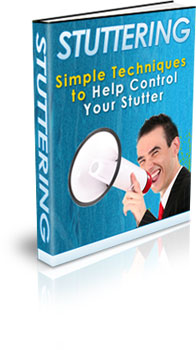 STUTTERING
STUTTERING
Simple Techniques
to Help Control
Your Stutter